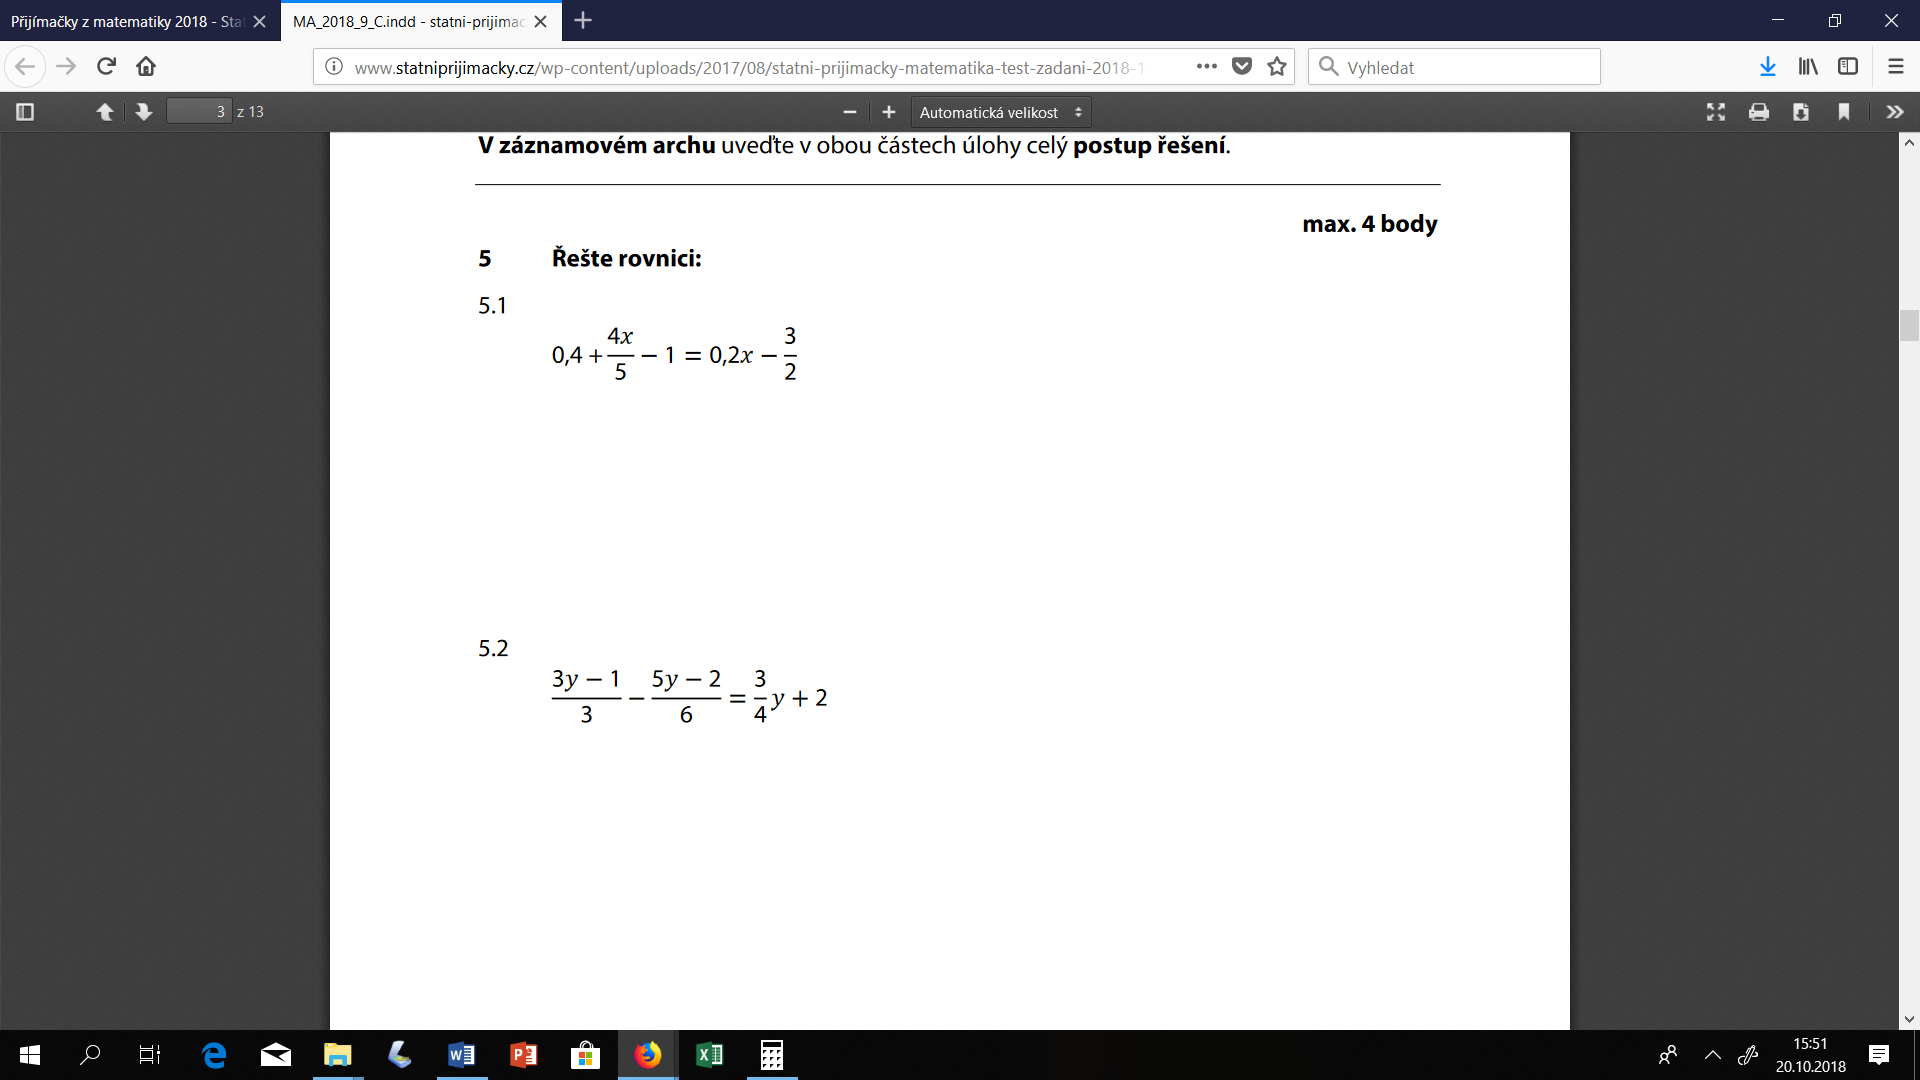 Přijímačky z matematiky 2018 - Stat
MA_2018_9_C.indd - statni-prijimac
www.statniprijimacky.cz/wp-content/uploads/2017/08/statni-prijimacky-matematika-test-zadani-2018-1
Vyhledat
3 z 13
Automatická velikost
V záznamovém archu uveďte v obou částech úlohy celý postup řešení.
max. 4 body
5 Řešte rovnici:
5.1
0,4 + 4x/5 − 1 = 0,2x − 3/2
5.2
(3y − 1)/3 − (5y − 2)/6 = 3/4 y + 2
15:51
20.10.2018